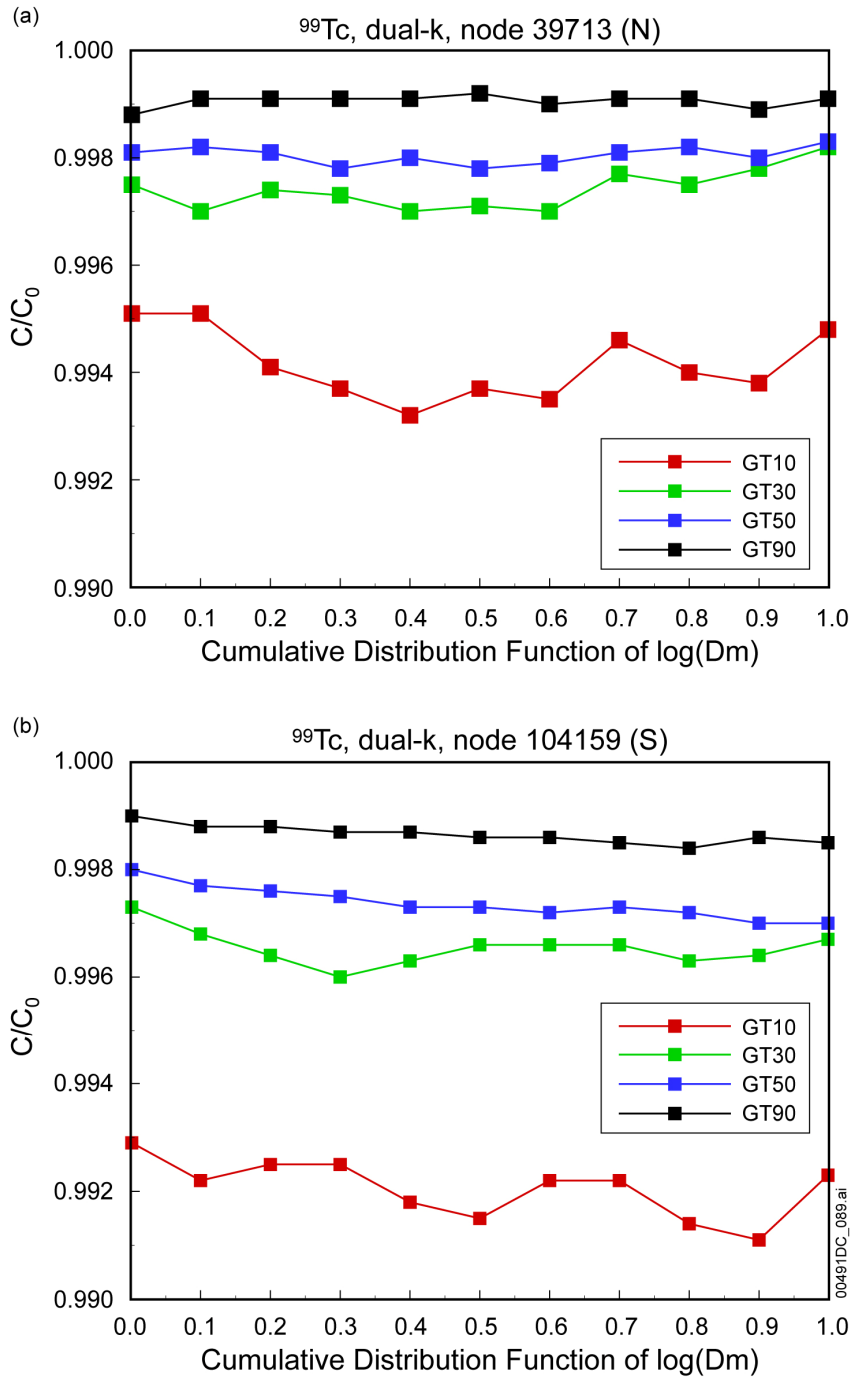 (a)
⁹⁹Tc, dual-k, node 39713 (N)
1.000
0.998
0.996
0.994
0.992
0.990
C/C₀
GT10
GT30
GT50
GT90
0.0 0.1 0.2 0.3 0.4 0.5 0.6 0.7 0.8 0.9 1.0
Cumulative Distribution Function of log(Dm)
(b)
⁹⁹Tc, dual-k, node 104159 (S)
1.000
0.998
0.996
0.994
0.992
0.990
C/C₀
GT10
GT30
GT50
GT90
00491DC_089.ai
0.0 0.1 0.2 0.3 0.4 0.5 0.6 0.7 0.8 0.9 1.0
Cumulative Distribution Function of log(Dm)